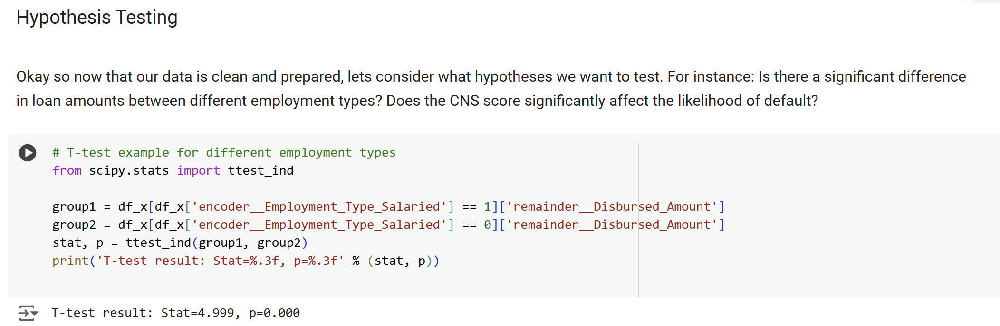 Hypothesis Testing
Okay so now that our data is clean and prepared, lets consider what hypotheses we want to test. For instance: Is there a significant difference
in loan amounts between different employment types? Does the CNS score significantly affect the likelihood of default?
# T-test example for different employment types
from scipy.stats import ttest_ind
group1 = df_x[df_x['encoder__Employment_Type_Salaried'] == 1]['remainder__Disbursed_Amount']
group2 = df_x[df_x['encoder__Employment_Type_Salaried'] == 0]['remainder__Disbursed_Amount']
stat, p = ttest_ind(group1, group2)
print('T-test result: Stat=%.3f, p=%.3f' % (stat, p))
T-test result: Stat=4.999, p=0.000